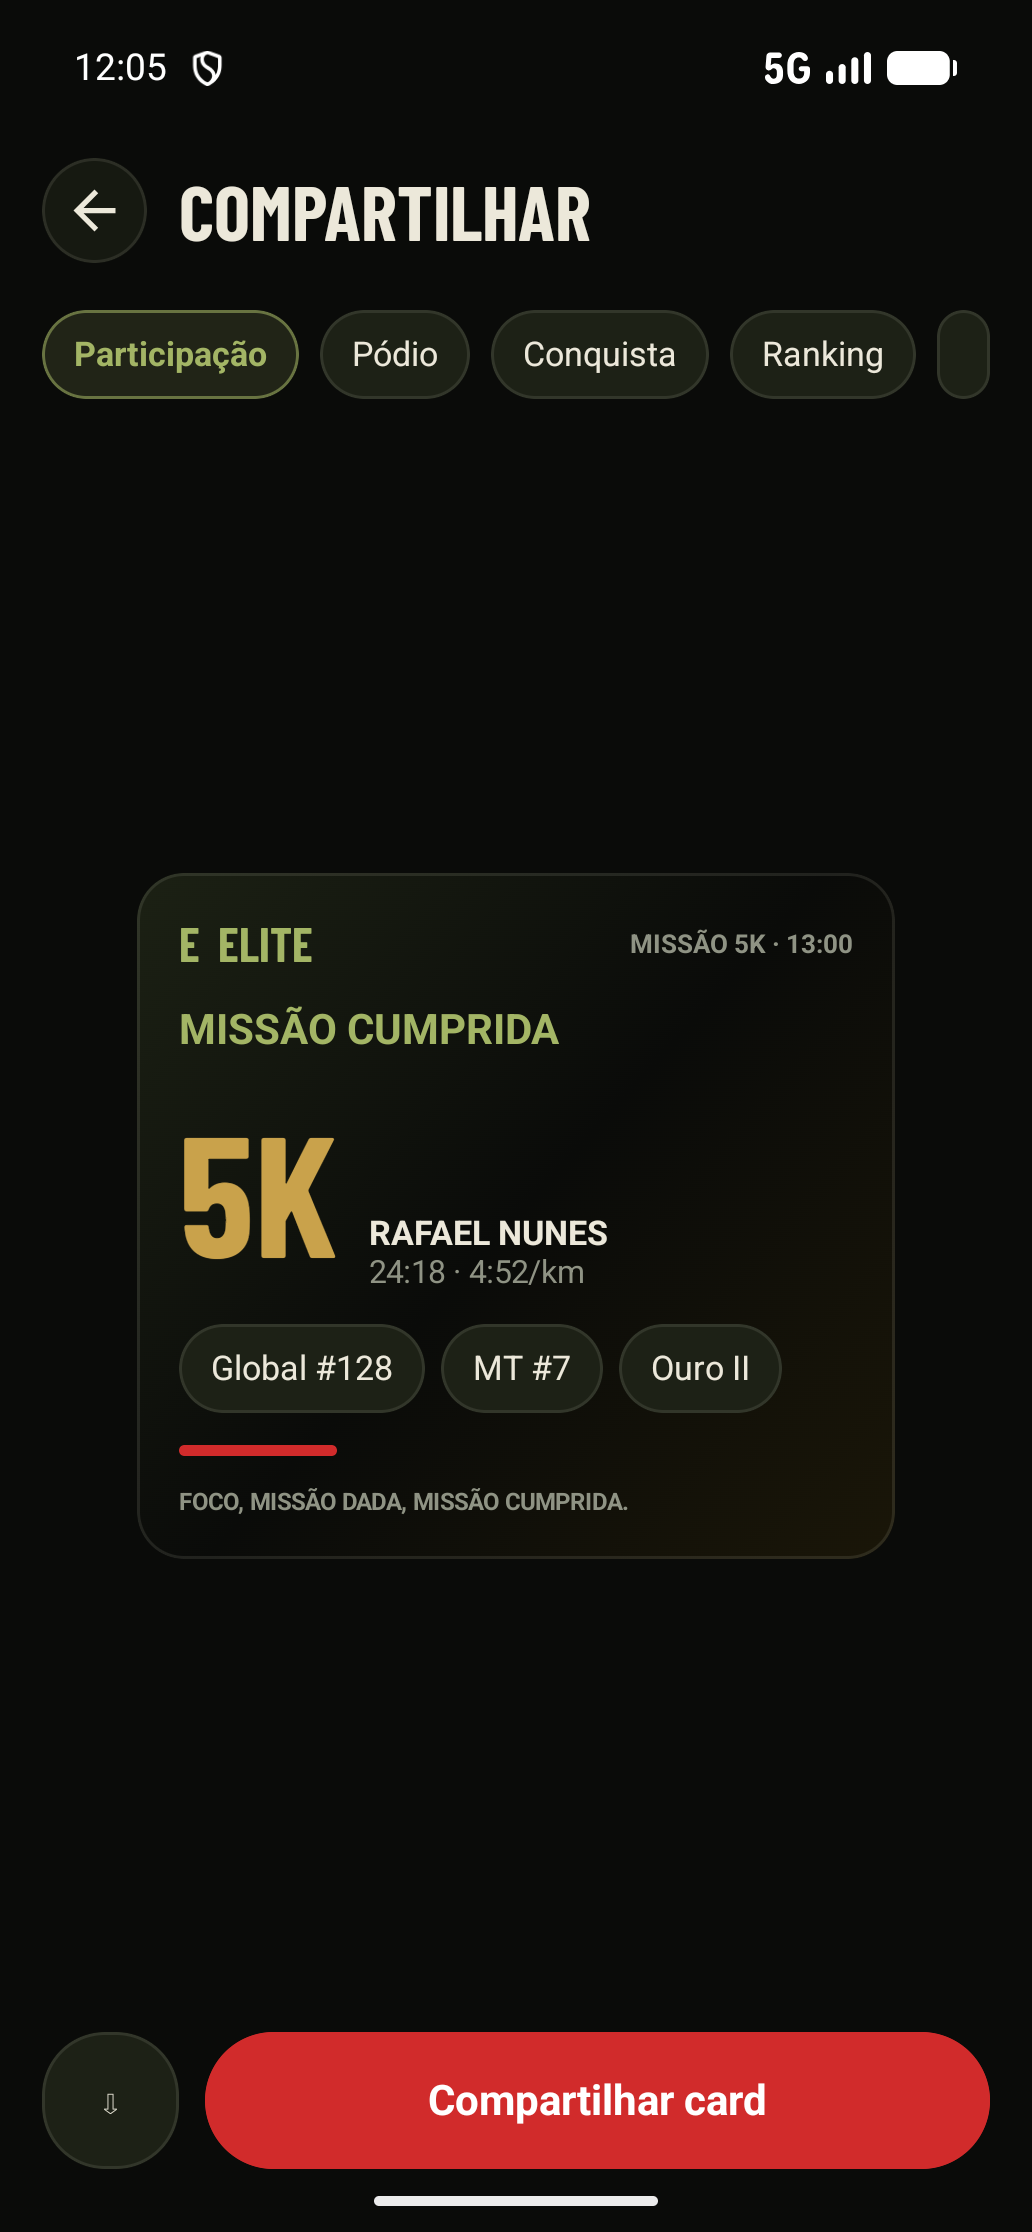 12:05 5G
COMPARTILHAR
Participação Pódio Conquista Ranking
E ELITE MISSÃO 5K · 13:00
MISSÃO CUMPRIDA
5K
RAFAEL NUNES
24:18 · 4:52/km
Global #128 MT #7 Ouro II
FOCO, MISSÃO DADA, MISSÃO CUMPRIDA.
⇩ Compartilhar card